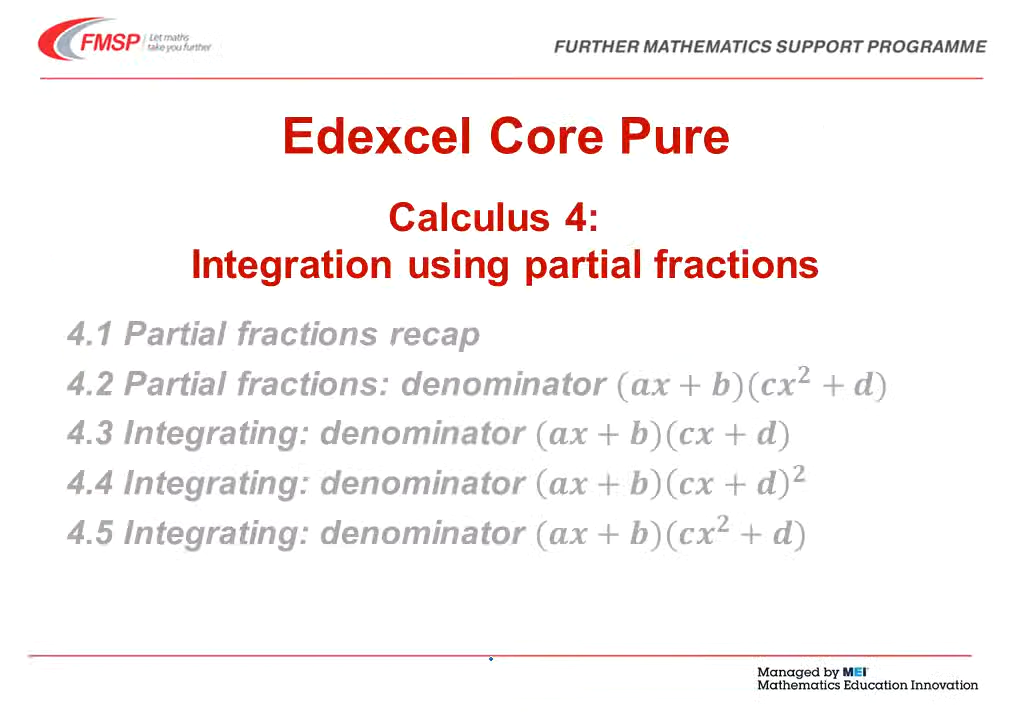 FMSP Let maths
take you further
FURTHER MATHEMATICS SUPPORT PROGRAMME
Edexcel Core Pure
Calculus 4:
Integration using partial fractions
4.1 Partial fractions recap
4.2 Partial fractions: denominator (ax + b)(cx² + d)
4.3 Integrating: denominator (ax + b)(cx + d)
4.4 Integrating: denominator (ax + b)(cx + d)²
4.5 Integrating: denominator (ax + b)(cx² + d)
Managed by MEI
Mathematics Education Innovation